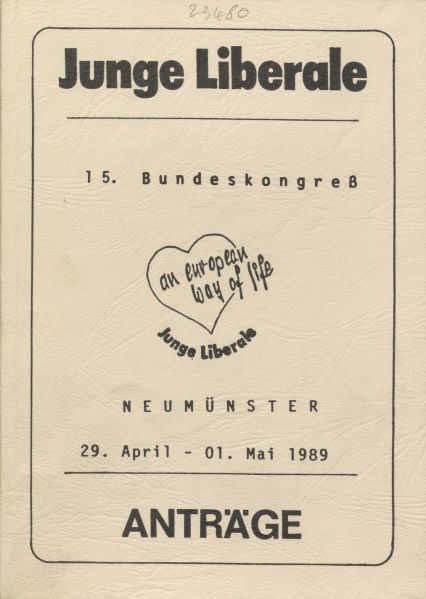 23480
Junge Liberale
15. Bundeskongreß
an european
way of life
Junge Liberale
NEUMÜNSTER
29. April - 01. Mai 1989
ANTRÄGE